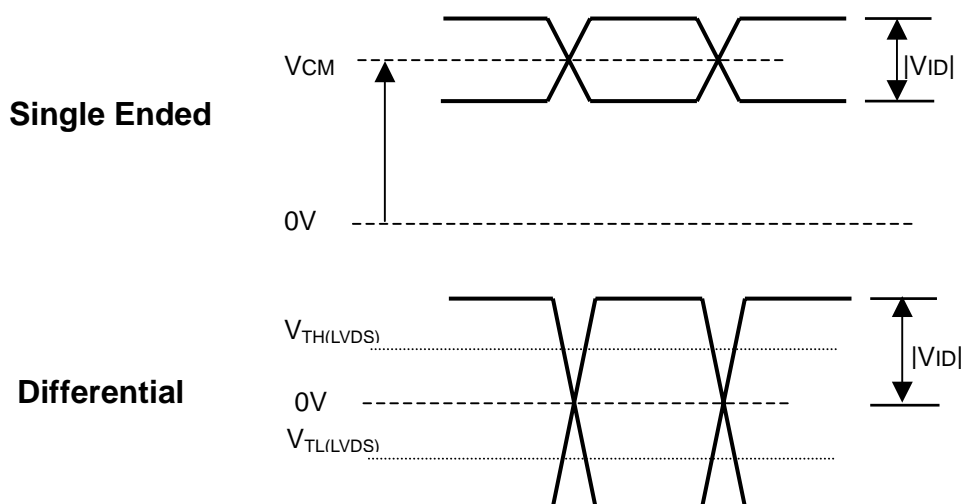 VCM
|VID|
Single Ended
0V
VTH(LVDS)
|VID|
Differential
0V
VTL(LVDS)